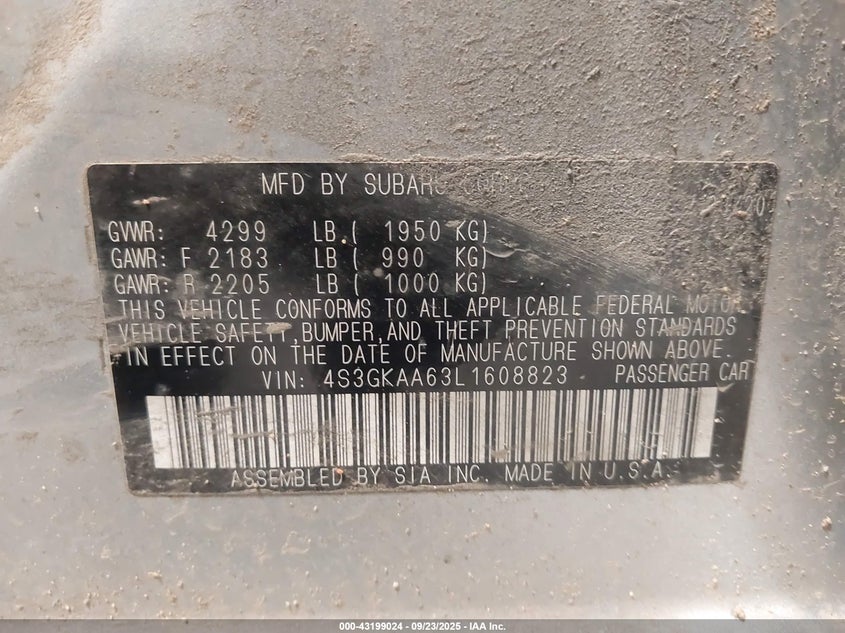 MFD BY SUBARU
GVWR: 4299 LB ( 1950 KG)
GAWR: F 2183 LB ( 990 KG)
GAWR: R 2205 LB ( 1000 KG)
THIS VEHICLE CONFORMS TO ALL APPLICABLE FEDERAL MOTOR
VEHICLE SAFETY, BUMPER, AND THEFT PREVENTION STANDARDS
IN EFFECT ON THE DATE OF MANUFACTURE SHOWN ABOVE.
VIN: 4S3GKAA63L1608823 PASSENGER CAR
ASSEMBLED BY SIA INC. MADE IN U.S.A.
000-43199024 - 09/23/2025 - IAA Inc.